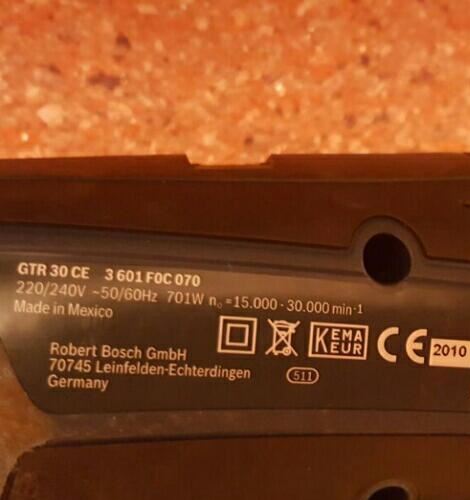 GTR 30 CE 3 601 F0C 070
220/240V ~50/60Hz 701W n₀ =15.000 - 30.000 min-1
Made in Mexico
KEMA
KEUR
CE
2010
Robert Bosch GmbH
70745 Leinfelden-Echterdingen
Germany
511